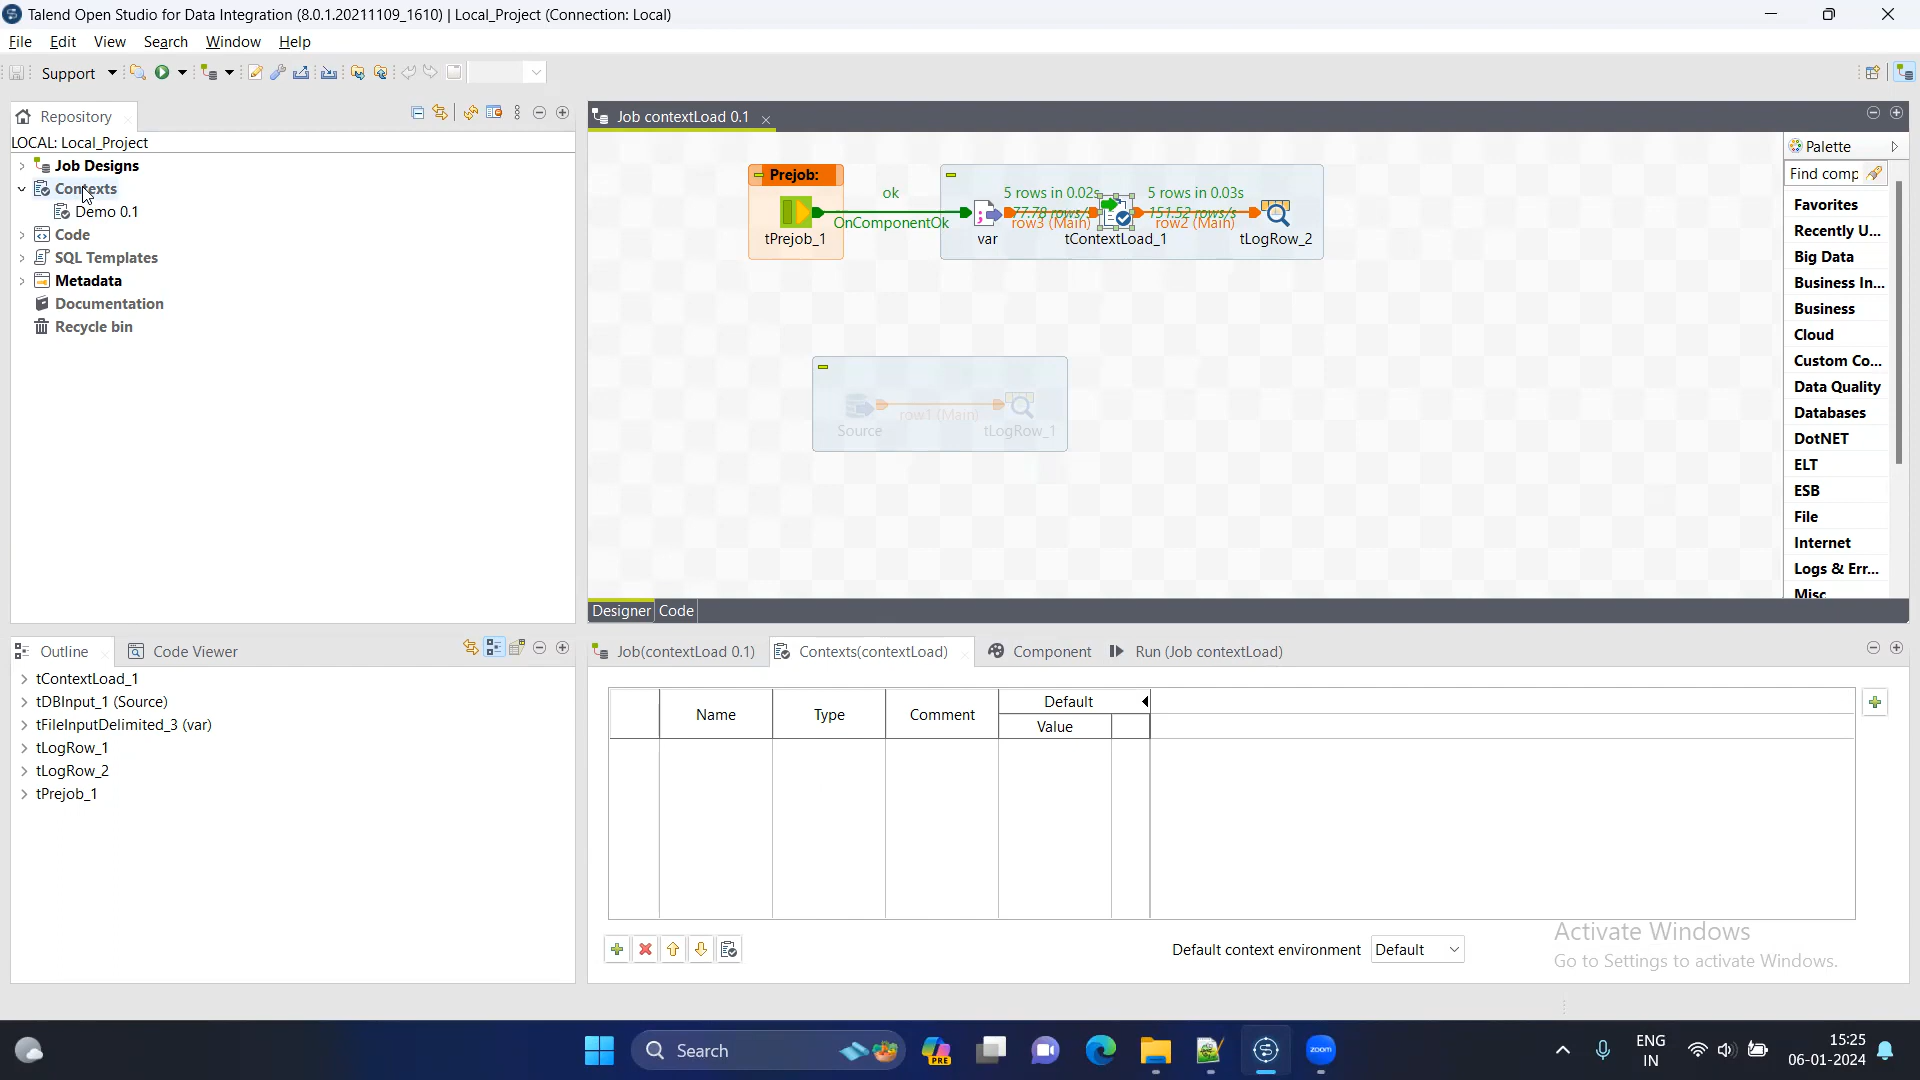 Talend Open Studio for Data Integration (8.0.1.20211109_1610) | Local_Project (Connection: Local)
File Edit View Search Window Help
Support
Repository
LOCAL: Local_Project
Job Designs
Contexts
Demo 0.1
Code
SQL Templates
Metadata
Documentation
Recycle bin
Job contextLoad 0.1
Prejob:
tPrejob_1
ok
OnComponentOk
var
5 rows in 0.02s
77.78 rows/s
row3 (Main)
tContextLoad_1
5 rows in 0.03s
151.52 rows/s
row2 (Main)
tLogRow_2
Source
row1 (Main)
tLogRow_1
Designer Code
Palette
Find comp
Favorites
Recently U...
Big Data
Business In...
Business
Cloud
Custom Co...
Data Quality
Databases
DotNET
ELT
ESB
File
Internet
Logs & Err...
Misc
Outline Code Viewer
tContextLoad_1
tDBInput_1 (Source)
tFileInputDelimited_3 (var)
tLogRow_1
tLogRow_2
tPrejob_1
Job(contextLoad 0.1) Contexts(contextLoad) Component Run (Job contextLoad)
Name Type Comment Default
Value
Default context environment Default
Activate Windows
Go to Settings to activate Windows.
Search
PRE
zoom
ENG
IN
15:25
06-01-2024